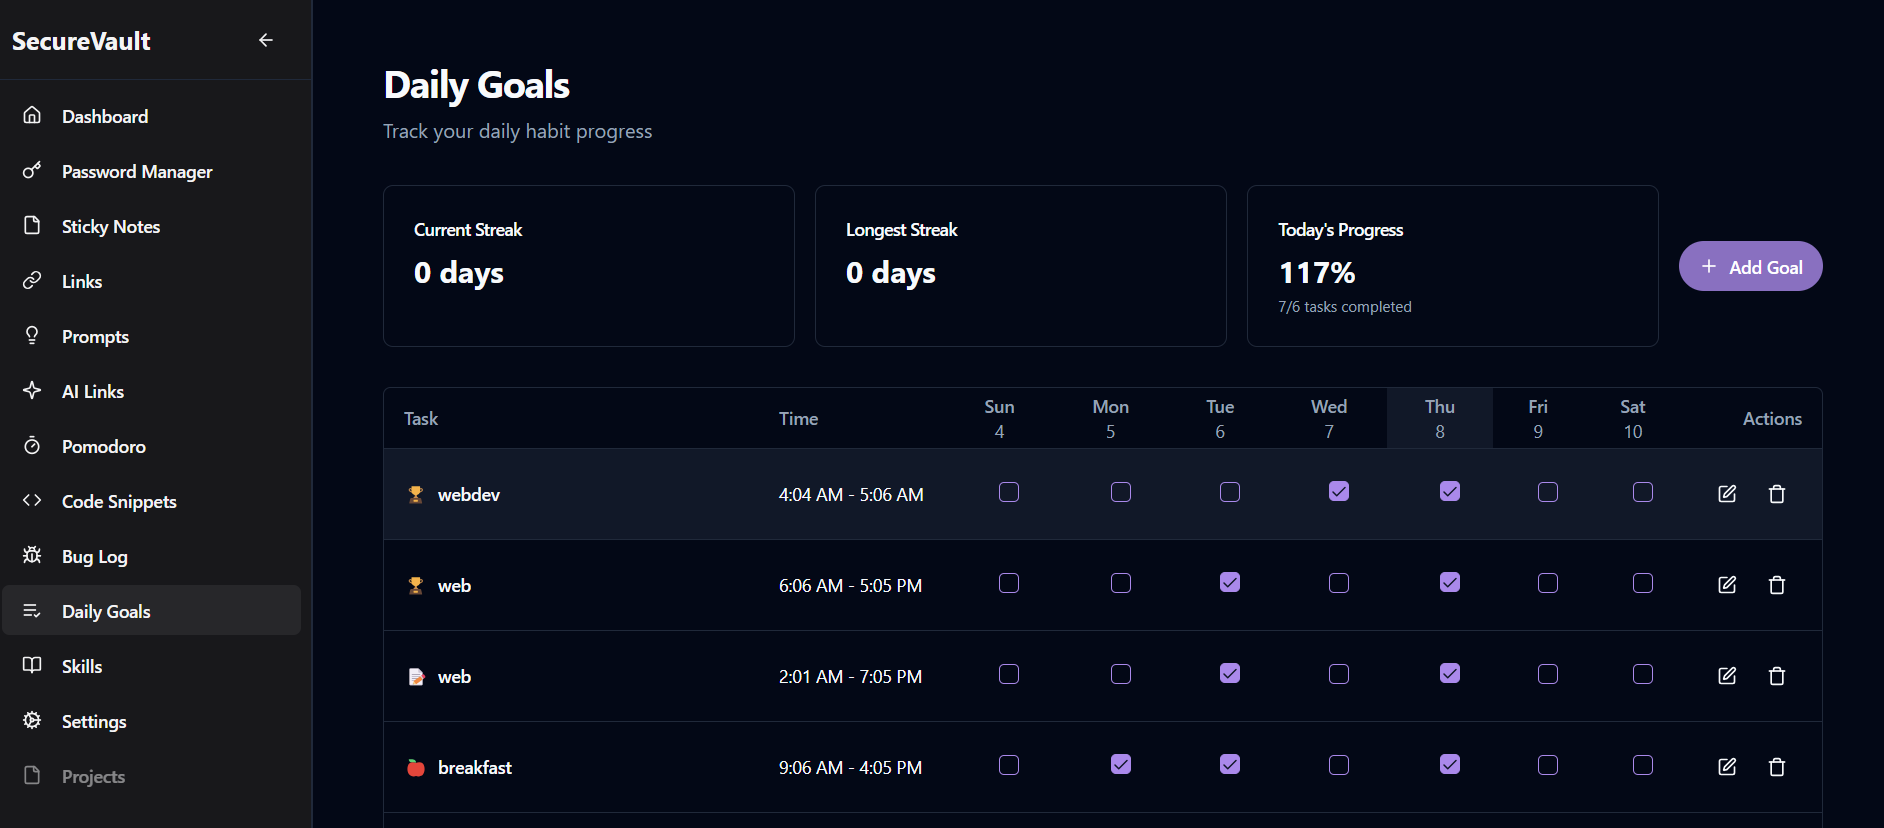 SecureVault
Dashboard
Password Manager
Sticky Notes
Links
Prompts
AI Links
Pomodoro
Code Snippets
Bug Log
Daily Goals
Skills
Settings
Projects
Daily Goals
Track your daily habit progress
Current Streak
0 days
Longest Streak
0 days
Today's Progress
117%
7/6 tasks completed
+ Add Goal
Task Time Sun 4 Mon 5 Tue 6 Wed 7 Thu 8 Fri 9 Sat 10 Actions
webdev 4:04 AM - 5:06 AM
web 6:06 AM - 5:05 PM
web 2:01 AM - 7:05 PM
breakfast 9:06 AM - 4:05 PM